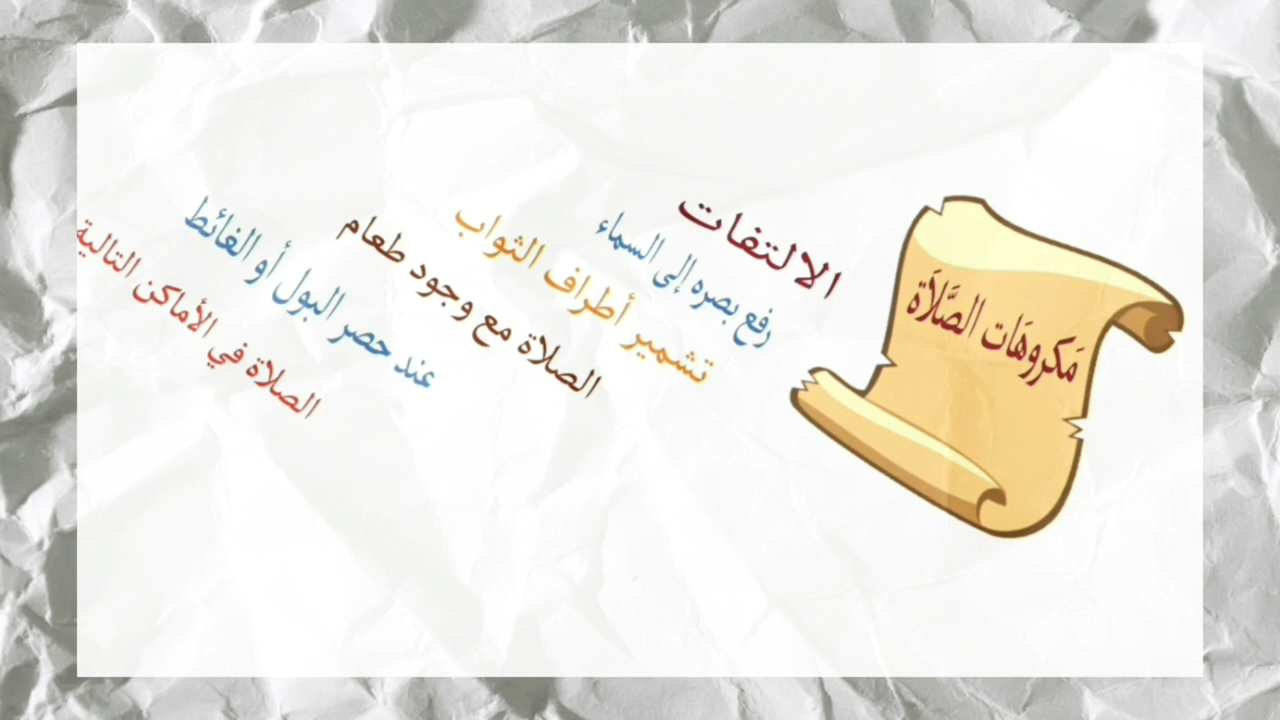 مَكروهَات الصَّلَاة
الالتفات
رفع بصره إلى السماء
تشمير أطراف الثواب
الصلاة مع وجود طعام
عند حصر البول أو الغائط
الصلاة في الأماكن التالية